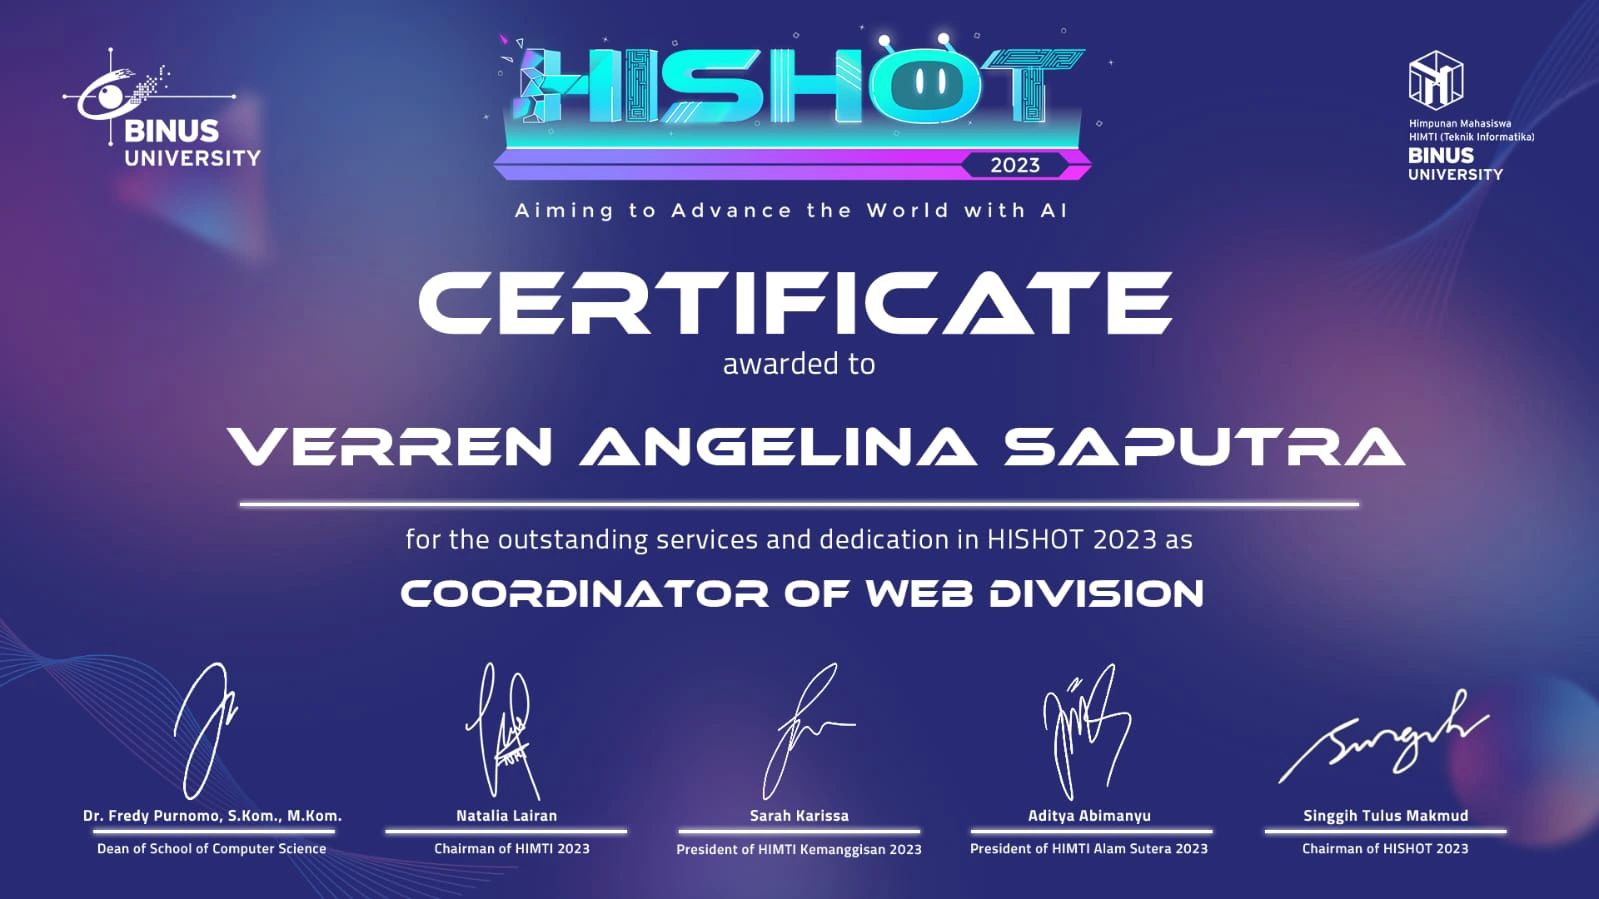 BINUS
UNIVERSITY
HISHOT
2023
Aiming to Advance the World with AI
Himpunan Mahasiswa
HIMTI (Teknik Informatika)
BINUS
UNIVERSITY
CERTIFICATE
awarded to
VERREN ANGELINA SAPUTRA
for the outstanding services and dedication in HISHOT 2023 as
COORDINATOR OF WEB DIVISION
Dr. Fredy Purnomo, S.Kom., M.Kom.
Dean of School of Computer Science
Natalia Lairan
Chairman of HIMTI 2023
Sarah Karissa
President of HIMTI Kemanggisan 2023
Aditya Abimanyu
President of HIMTI Alam Sutera 2023
Singgih Tulus Makmud
Chairman of HISHOT 2023